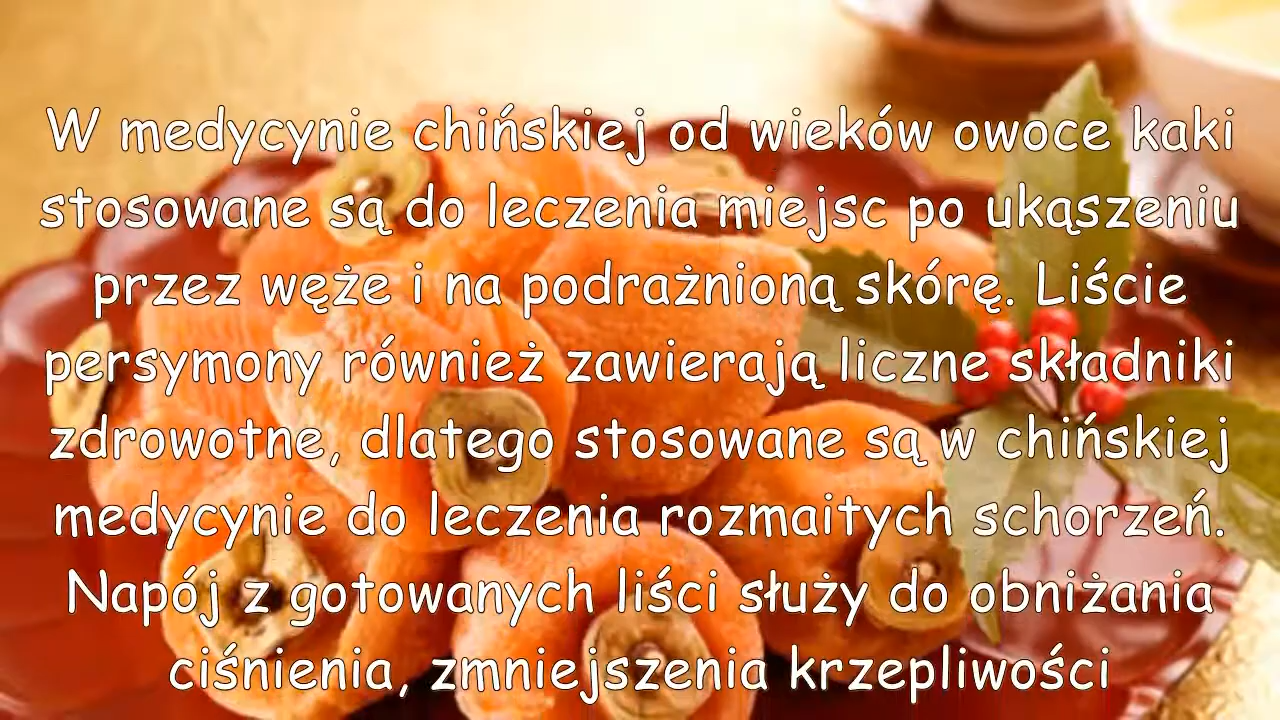 W medycynie chińskiej od wieków owoce kaki
stosowane są do leczenia miejsc po ukąszeniu
przez węże i na podrażnioną skórę. Liście
persymony również zawierają liczne składniki
zdrowotne, dlatego stosowane są w chińskiej
medycynie do leczenia rozmaitych schorzeń.
Napój z gotowanych liści służy do obniżania
ciśnienia, zmniejszenia krzepliwości